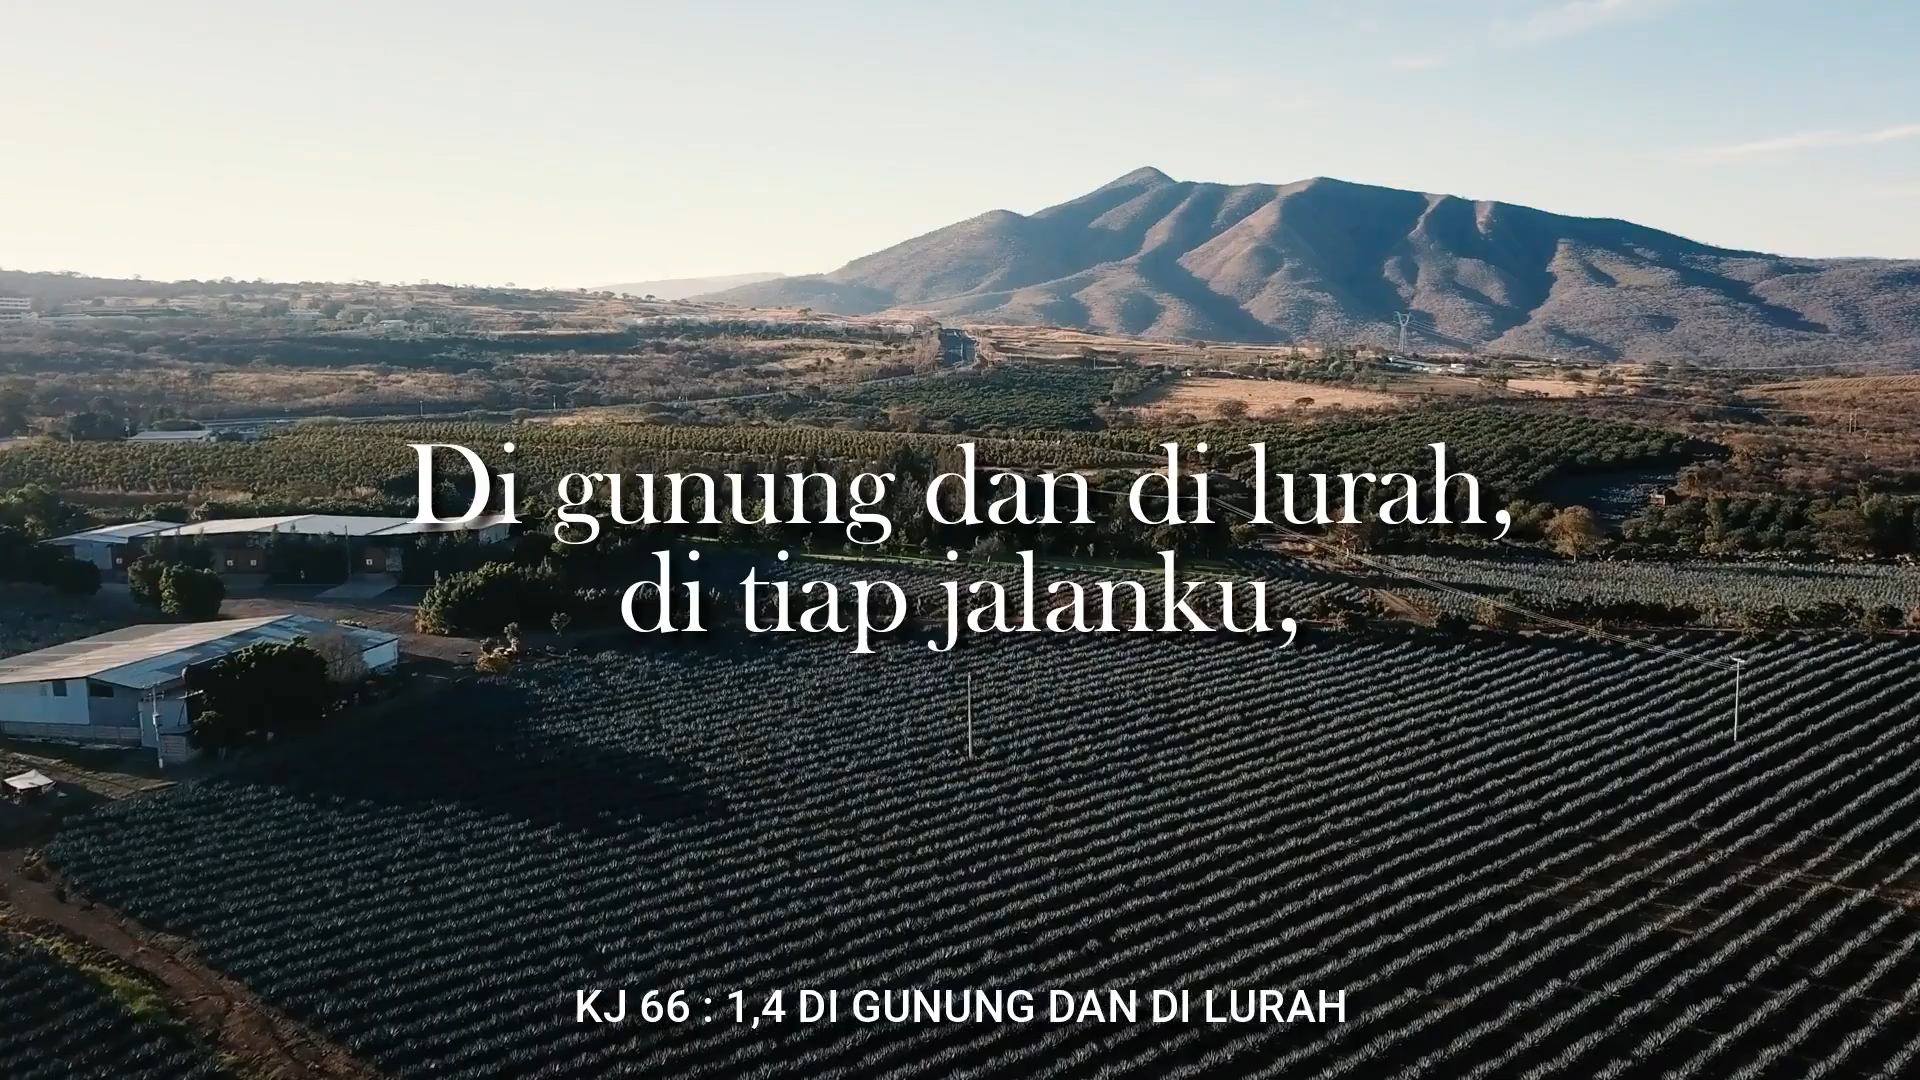 Di gunung dan di lurah,
di tiap jalanku,
KJ 66 : 1,4 DI GUNUNG DAN DI LURAH